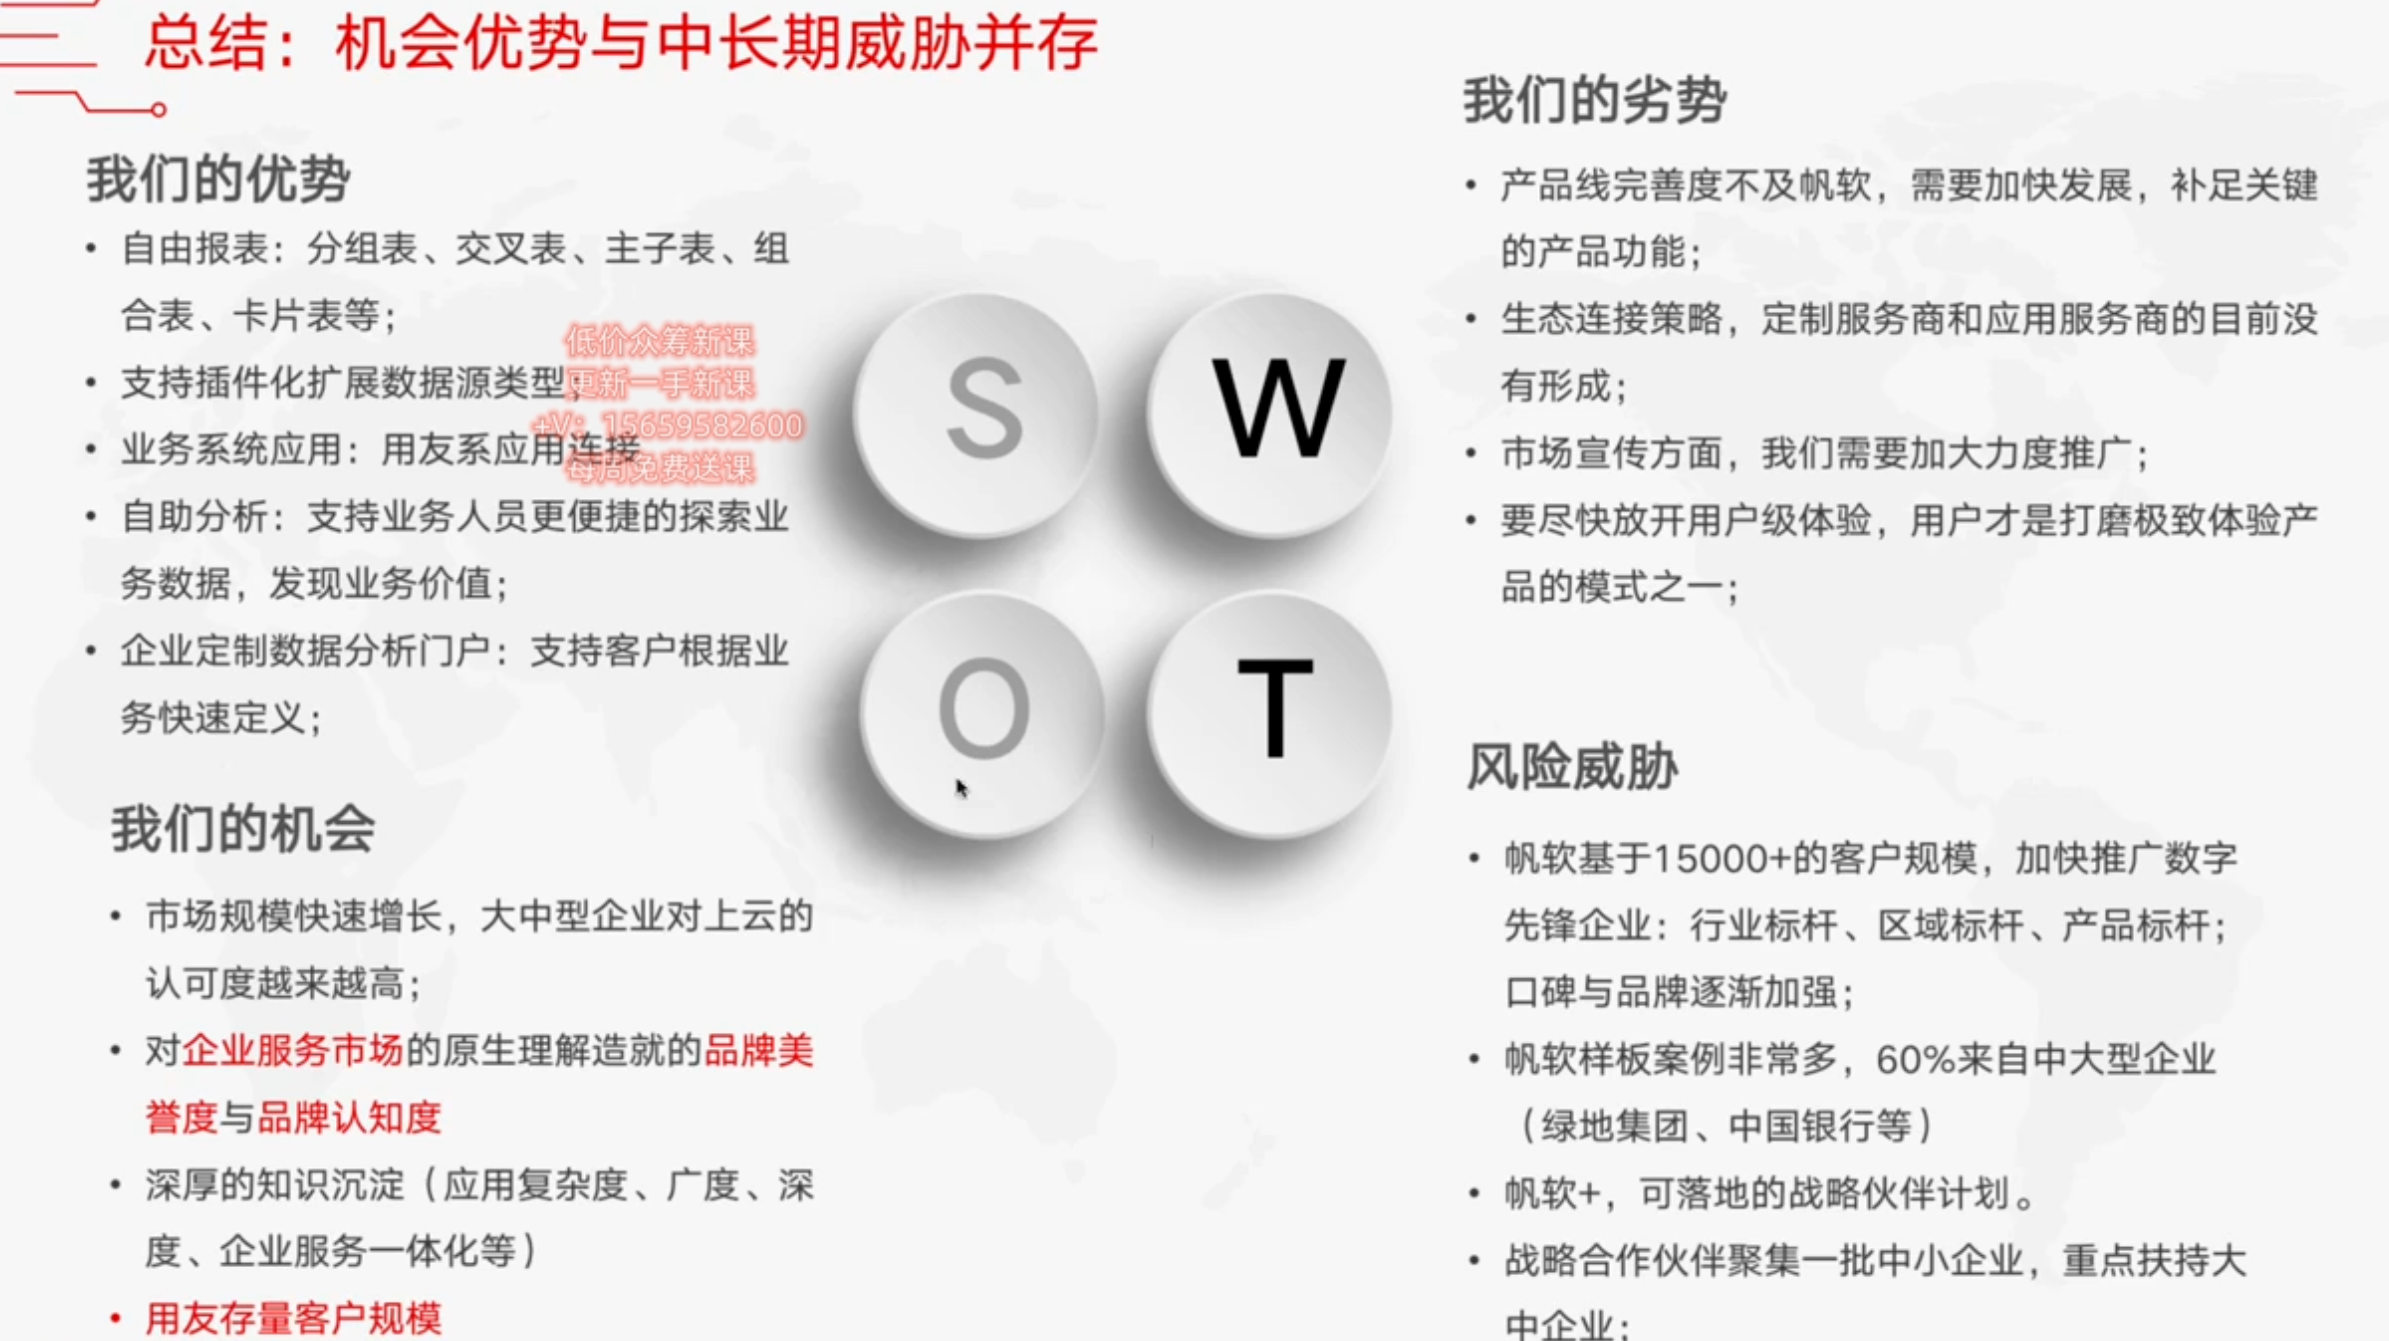 总结：机会优势与中长期威胁并存
我们的优势
• 自由报表：分组表、交叉表、主子表、组
合表、卡片表等；
• 支持插件化扩展数据源类型；
• 业务系统应用：用友系应用连接
• 自助分析：支持业务人员更便捷的探索业
务数据，发现业务价值；
• 企业定制数据分析门户：支持客户根据业
务快速定义；
低价众筹新课
更新一手新课
+V：15659582600
每周免费送课
我们的机会
• 市场规模快速增长，大中型企业对上云的
认可度越来越高；
• 对企业服务市场的原生理解造就的品牌美
誉度与品牌认知度
• 深厚的知识沉淀（应用复杂度、广度、深
度、企业服务一体化等）
• 用友存量客户规模
S
W
O
T
我们的劣势
• 产品线完善度不及帆软，需要加快发展，补足关键
的产品功能；
• 生态连接策略，定制服务商和应用服务商的目前没
有形成；
• 市场宣传方面，我们需要加大力度推广；
• 要尽快放开用户级体验，用户才是打磨极致体验产
品的模式之一；
风险威胁
• 帆软基于15000+的客户规模，加快推广数字
先锋企业：行业标杆、区域标杆、产品标杆；
口碑与品牌逐渐加强；
• 帆软样板案例非常多，60%来自中大型企业
（绿地集团、中国银行等）
• 帆软+，可落地的战略伙伴计划。
• 战略合作伙伴聚集一批中小企业，重点扶持大
中企业；